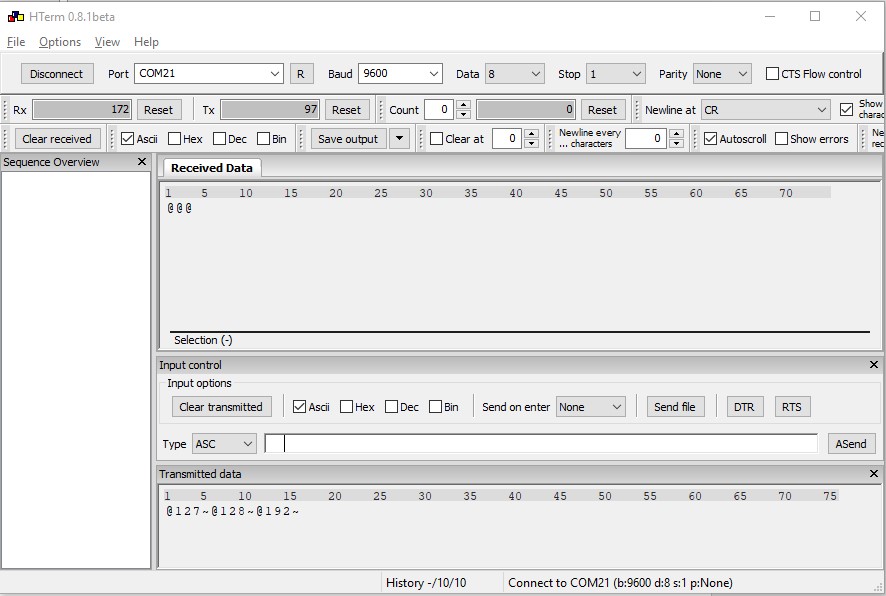 HTerm 0.8.1beta
File Options View Help
Disconnect Port COM21 R Baud 9600 Data 8 Stop 1 Parity None CTS Flow control
Rx 172 Reset Tx 97 Reset Count 0 0 Reset Newline at CR Show
Clear received Ascii Hex Dec Bin Save output Clear at 0 Newline every
... characters 0 Autoscroll Show errors
Sequence Overview
Received Data
1 5 10 15 20 25 30 35 40 45 50 55 60 65 70
@@@
Selection (-)
Input control
Input options
Clear transmitted Ascii Hex Dec Bin Send on enter None Send file DTR RTS
Type ASC ASend
Transmitted data
1 5 10 15 20 25 30 35 40 45 50 55 60 65 70 75
@127~@128~@192~
History -/10/10 Connect to COM21 (b:9600 d:8 s:1 p:None)